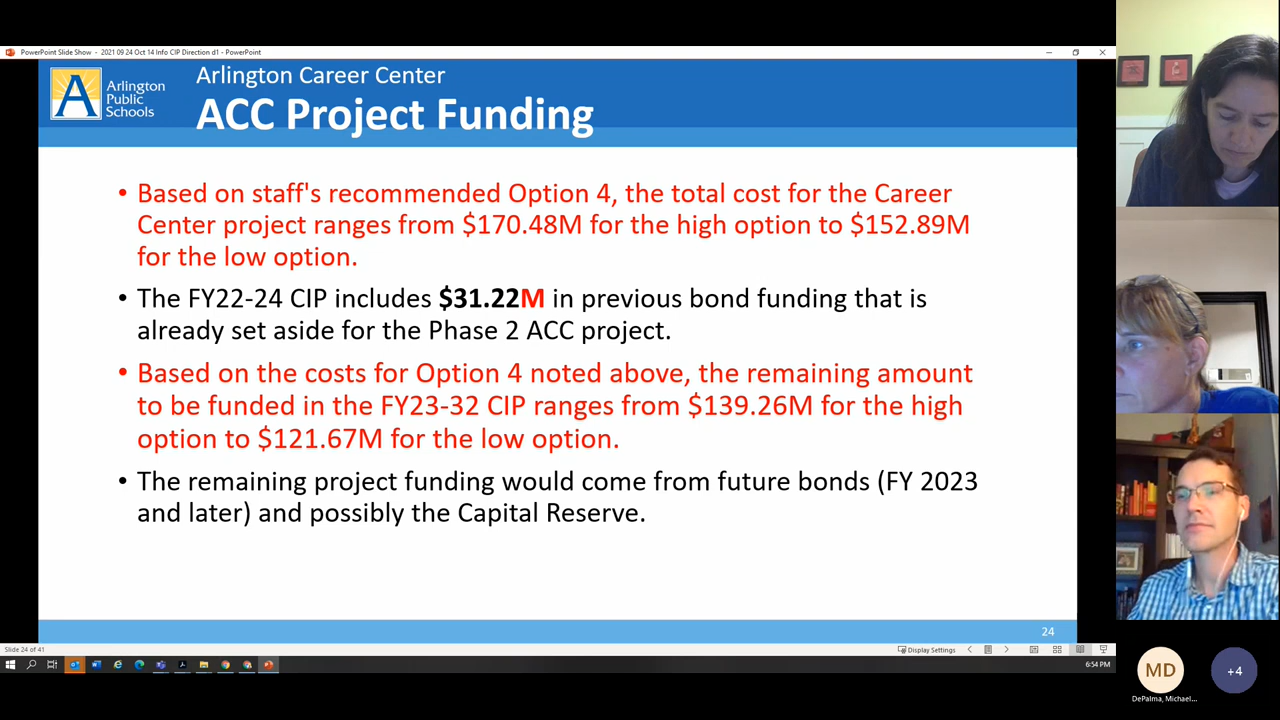 PowerPoint Slide Show - 2021 09 24 Oct 14 Info CIP Direction d1 - PowerPoint
Arlington
Public
Schools
Arlington Career Center
ACC Project Funding
• Based on staff's recommended Option 4, the total cost for the Career
Center project ranges from $170.48M for the high option to $152.89M
for the low option.
• The FY22-24 CIP includes $31.22M in previous bond funding that is
already set aside for the Phase 2 ACC project.
• Based on the costs for Option 4 noted above, the remaining amount
to be funded in the FY23-32 CIP ranges from $139.26M for the high
option to $121.67M for the low option.
• The remaining project funding would come from future bonds (FY 2023
and later) and possibly the Capital Reserve.
24
Slide 24 of 41
Display Settings
6:54 PM
MD
+4
DePalma, Michael...